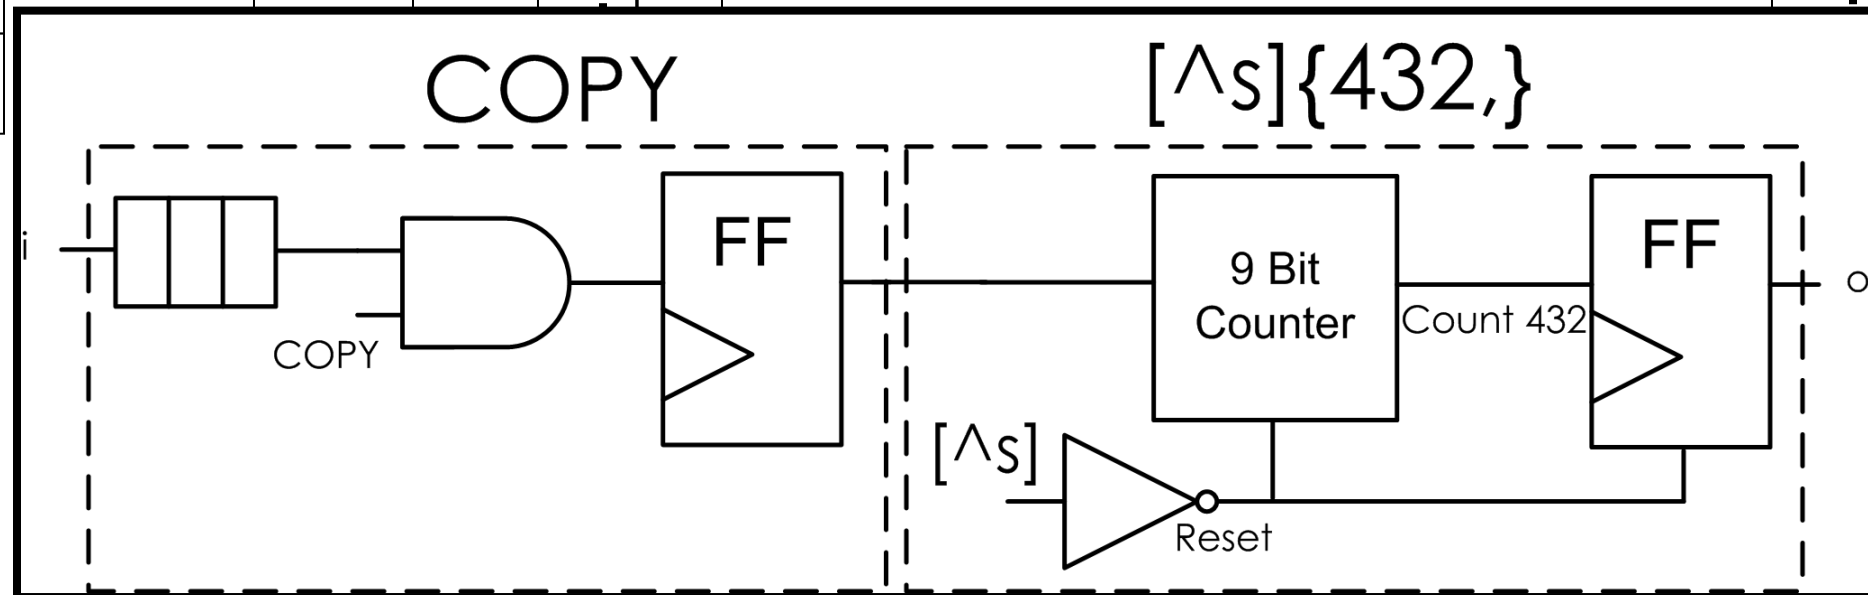 COPY
[^s]{432,}
i
COPY
FF
9 Bit
Counter
Count 432
FF
o
[^s]
Reset